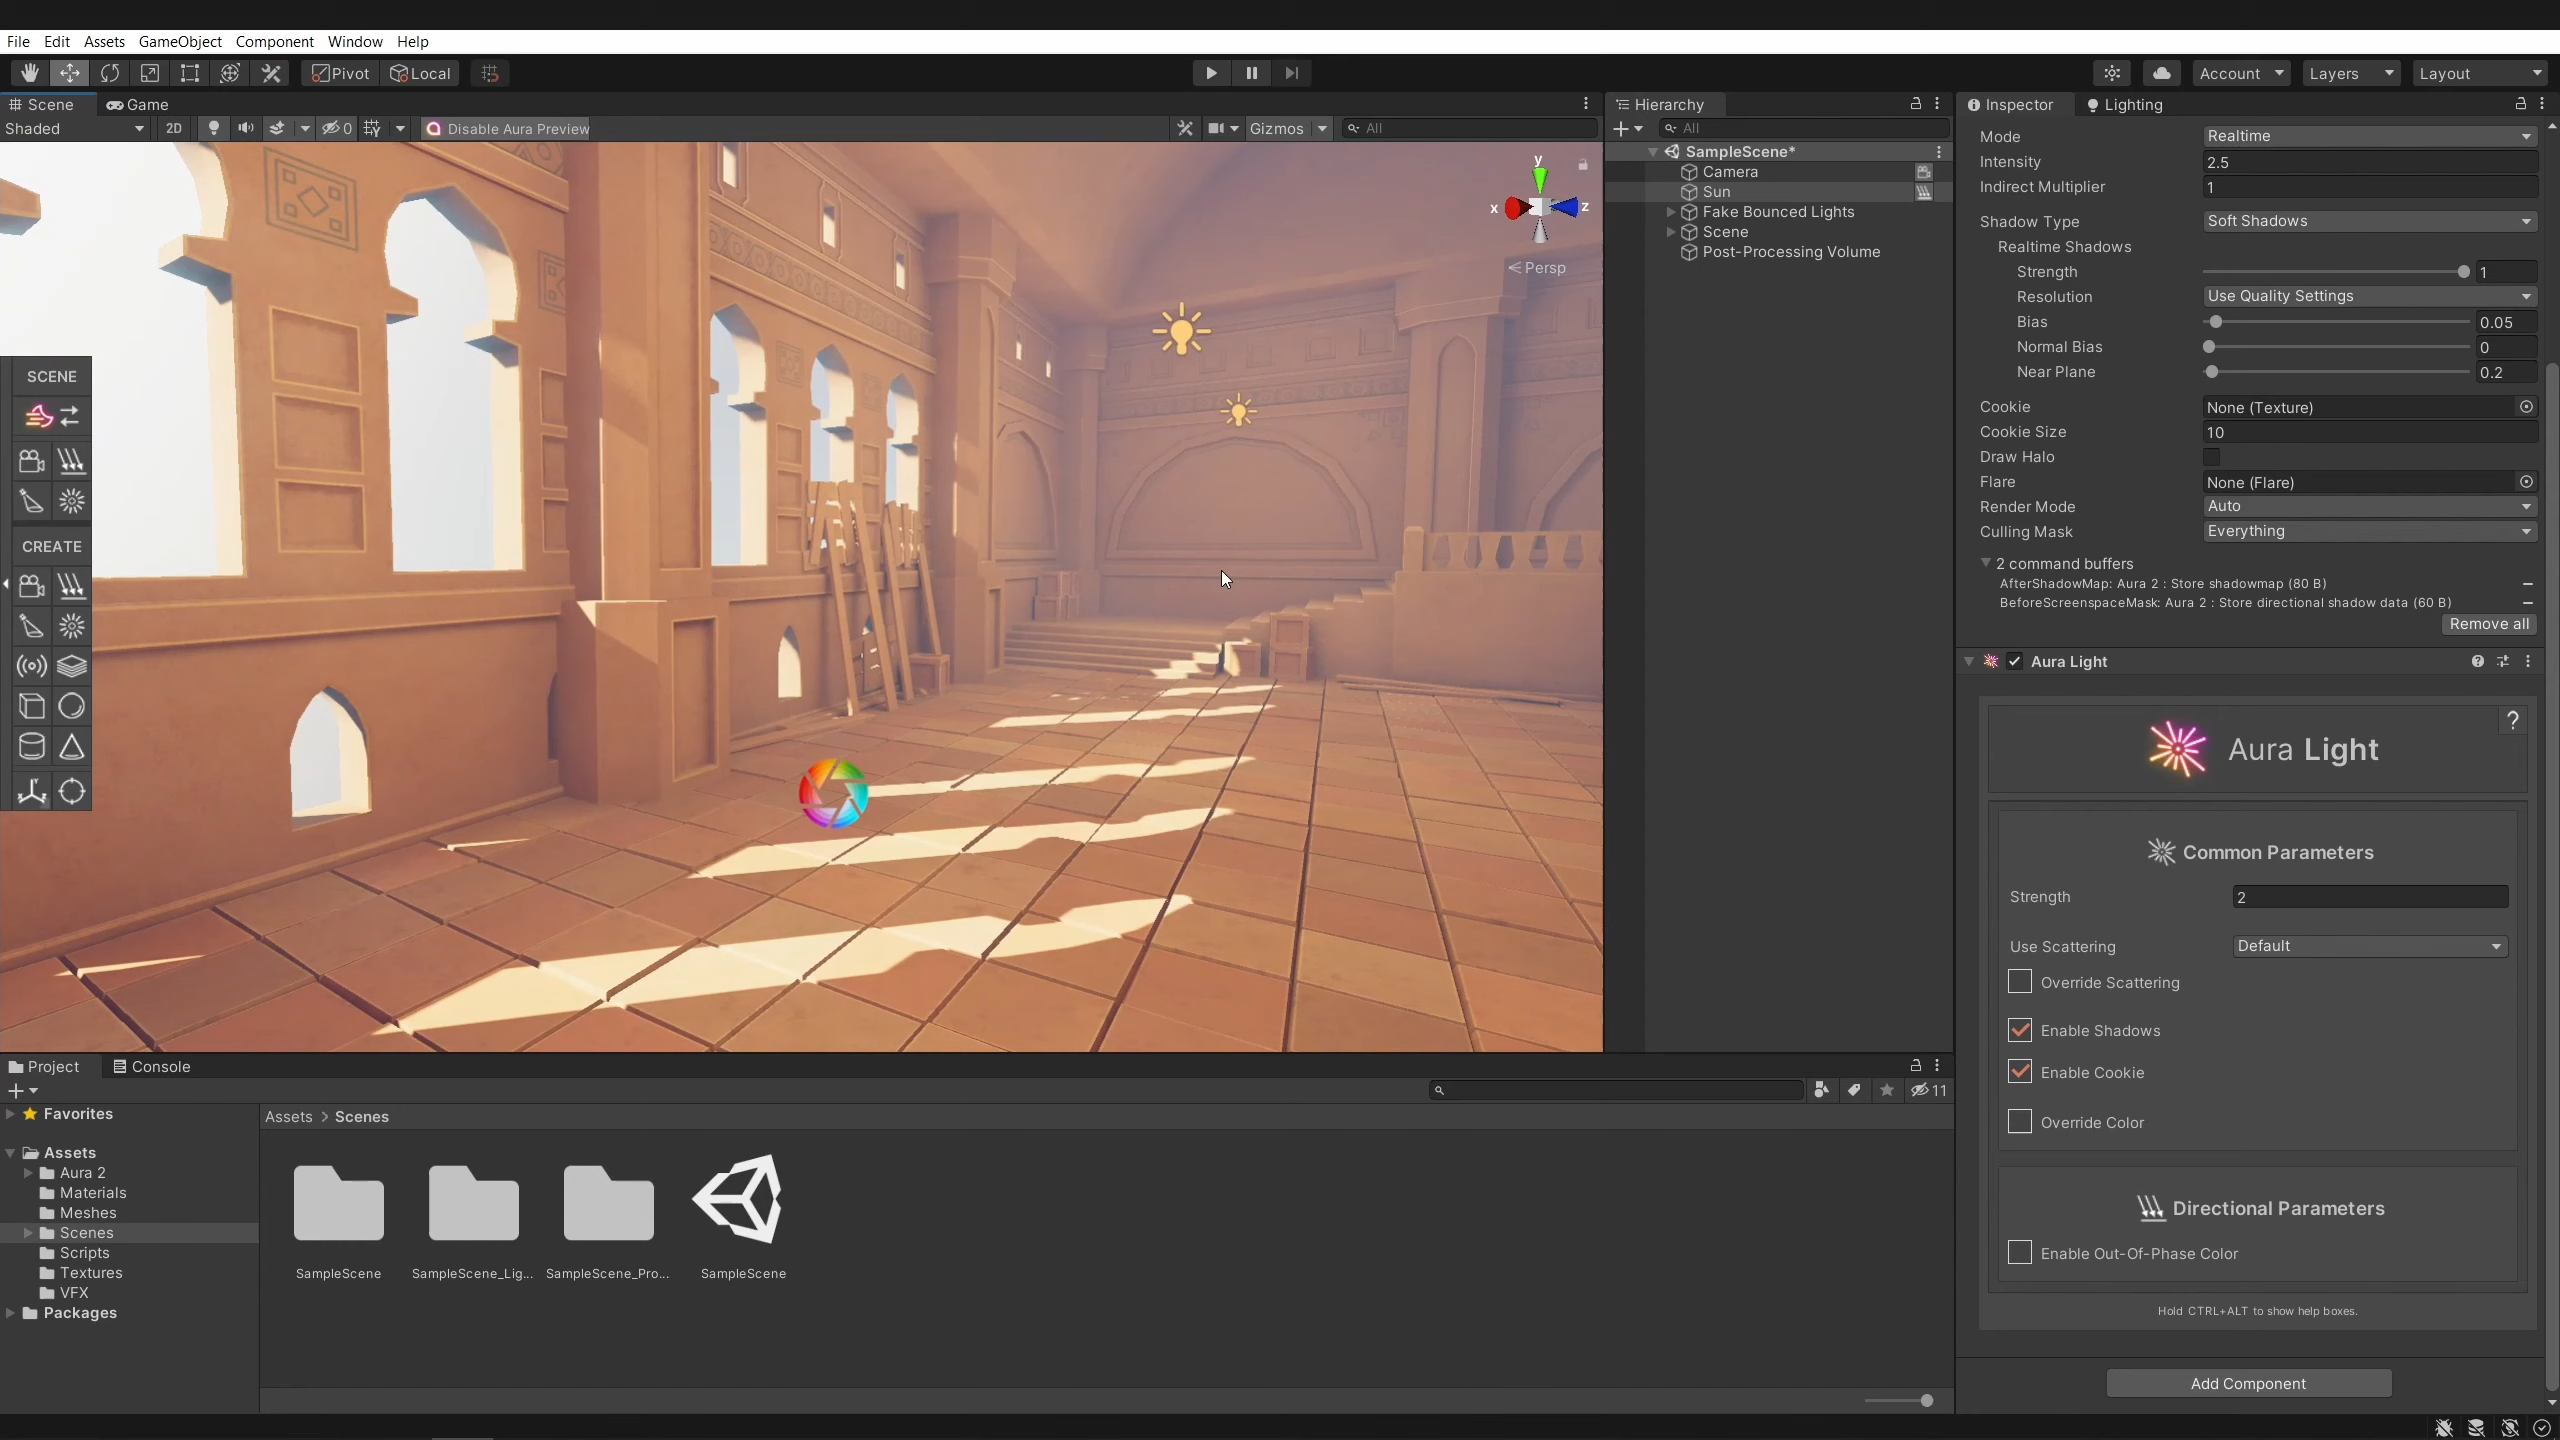 File Edit Assets GameObject Component Window Help
Pivot Local Account Layers Layout
Scene Game
Shaded 2D 0 Disable Aura Preview Gizmos All
y
x z
Persp
SCENE
CREATE
Hierarchy
All
SampleScene*
Camera
Sun
Fake Bounced Lights
Scene
Post-Processing Volume
Inspector Lighting
Mode Realtime
Intensity 2.5
Indirect Multiplier 1
Shadow Type Soft Shadows
Realtime Shadows
Strength 1
Resolution Use Quality Settings
Bias 0.05
Normal Bias 0
Near Plane 0.2
Cookie None (Texture)
Cookie Size 10
Draw Halo
Flare None (Flare)
Render Mode Auto
Culling Mask Everything
2 command buffers
AfterShadowMap: Aura 2 : Store shadowmap (80 B)
BeforeScreenspaceMask: Aura 2 : Store directional shadow data (60 B)
Remove all
Aura Light
?
Aura Light
Common Parameters
Strength 2
Use Scattering Default
Override Scattering
Enable Shadows
Enable Cookie
Override Color
Directional Parameters
Enable Out-Of-Phase Color
Hold CTRL+ALT to show help boxes.
Add Component
Project Console
11
Favorites
Assets
Aura 2
Materials
Meshes
Scenes
Scripts
Textures
VFX
Packages
Assets > Scenes
SampleScene SampleScene_Lig... SampleScene_Pro... SampleScene